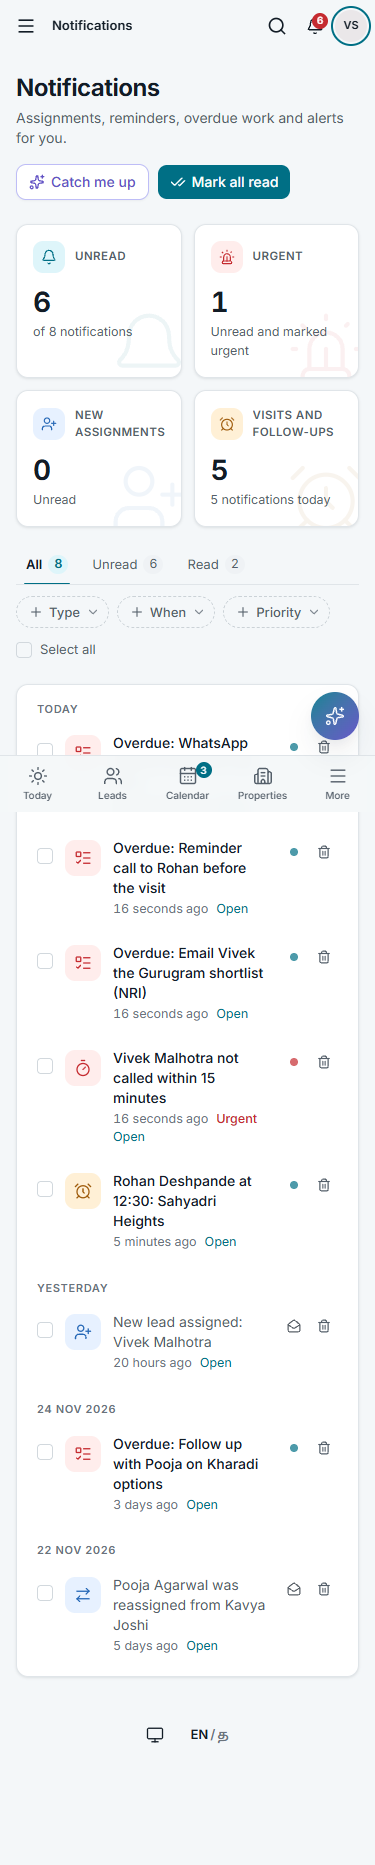 Notifications
6
VS
Notifications
Assignments, reminders, overdue work and alerts
for you.
Catch me up
Mark all read
UNREAD
6
of 8 notifications
URGENT
1
Unread and marked
urgent
NEW
ASSIGNMENTS
0
Unread
VISITS AND
FOLLOW-UPS
5
5 notifications today
All 8
Unread 6
Read 2
Type
When
Priority
Select all
TODAY
Overdue: WhatsApp
Today
Leads
3
Calendar
Properties
More
Overdue: Reminder
call to Rohan before
the visit
16 seconds ago Open
Overdue: Email Vivek
the Gurugram shortlist
(NRI)
16 seconds ago Open
Vivek Malhotra not
called within 15
minutes
16 seconds ago Urgent
Open
Rohan Deshpande at
12:30: Sahyadri
Heights
5 minutes ago Open
YESTERDAY
New lead assigned:
Vivek Malhotra
20 hours ago Open
24 NOV 2026
Overdue: Follow up
with Pooja on Kharadi
options
3 days ago Open
22 NOV 2026
Pooja Agarwal was
reassigned from Kavya
Joshi
5 days ago Open
EN / த